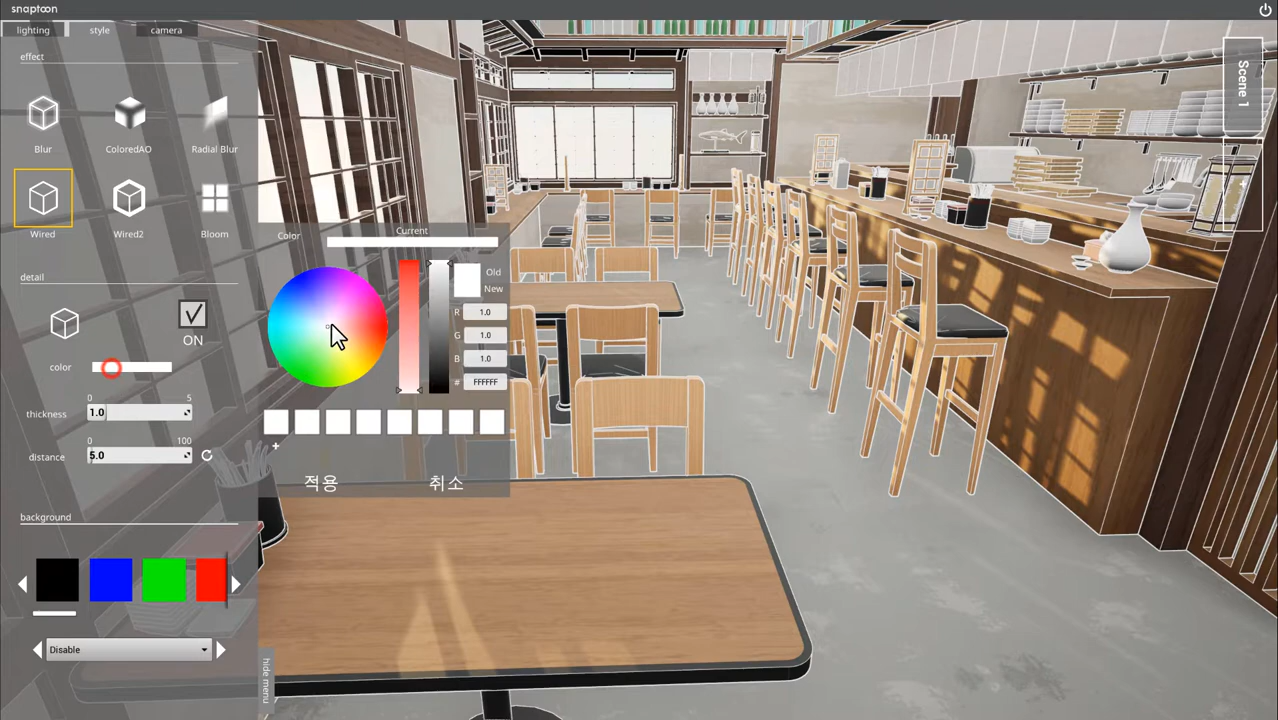 snaptoon
lighting style camera
effect
Blur ColoredAO Radial Blur
Wired Wired2 Bloom
detail
ON
color
0 5
thickness 1.0
0 100
distance 5.0
background
Disable
hide menu
Color Current
Old
New
R 1.0
G 1.0
B 1.0
# FFFFFF
+
적용 취소
Scene 1
+